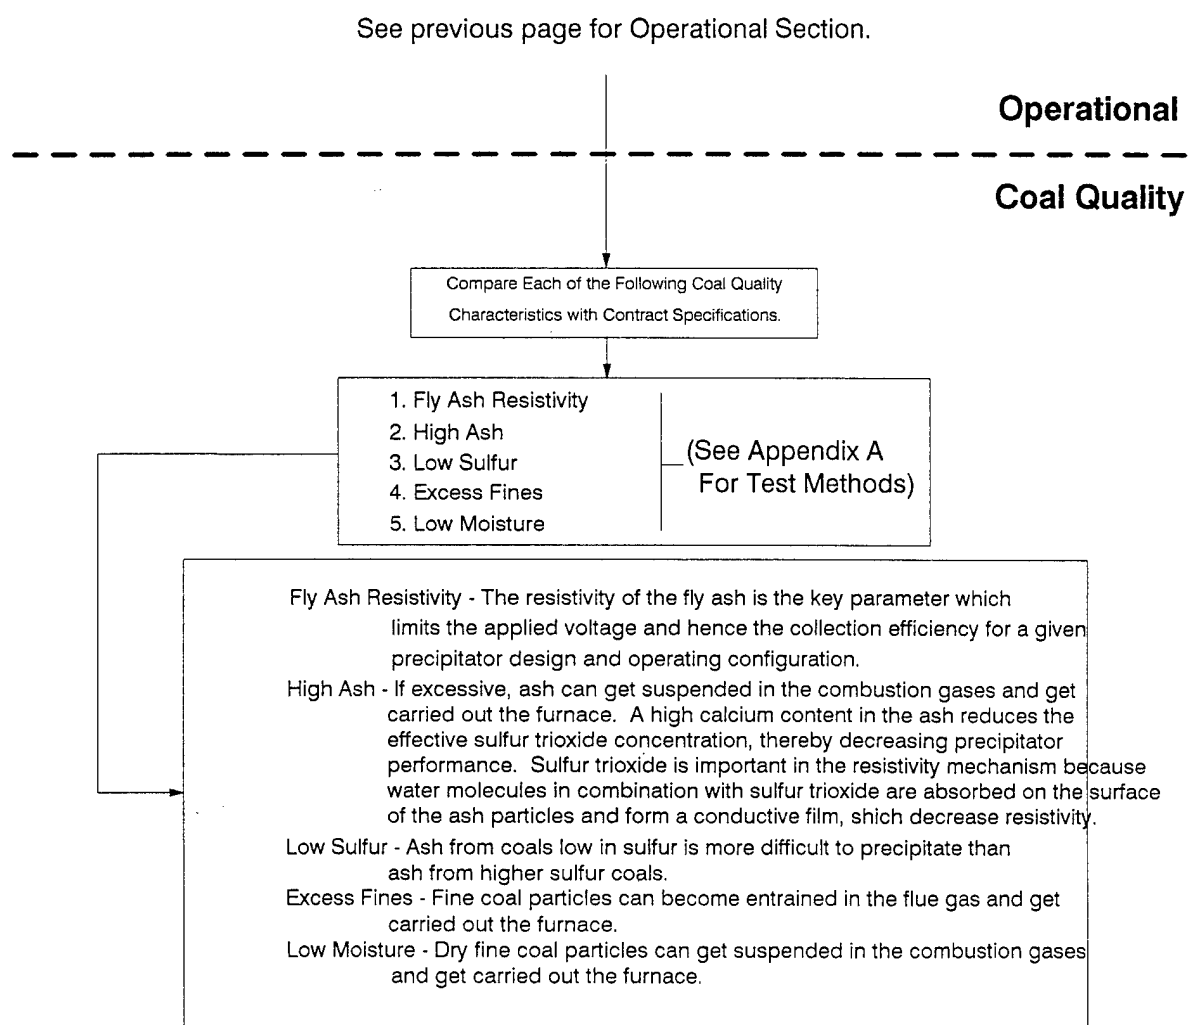 See previous page for Operational Section.
Operational
Coal Quality
Compare Each of the Following Coal Quality
Characteristics with Contract Specifications.
1. Fly Ash Resistivity
2. High Ash
3. Low Sulfur
4. Excess Fines
5. Low Moisture
(See Appendix A
For Test Methods)
Fly Ash Resistivity - The resistivity of the fly ash is the key parameter which
limits the applied voltage and hence the collection efficiency for a given
precipitator design and operating configuration.
High Ash - If excessive, ash can get suspended in the combustion gases and get
carried out the furnace. A high calcium content in the ash reduces the
effective sulfur trioxide concentration, thereby decreasing precipitator
performance. Sulfur trioxide is important in the resistivity mechanism because
water molecules in combination with sulfur trioxide are absorbed on the surface
of the ash particles and form a conductive film, shich decrease resistivity.
Low Sulfur - Ash from coals low in sulfur is more difficult to precipitate than
ash from higher sulfur coals.
Excess Fines - Fine coal particles can become entrained in the flue gas and get
carried out the furnace.
Low Moisture - Dry fine coal particles can get suspended in the combustion gases
and get carried out the furnace.